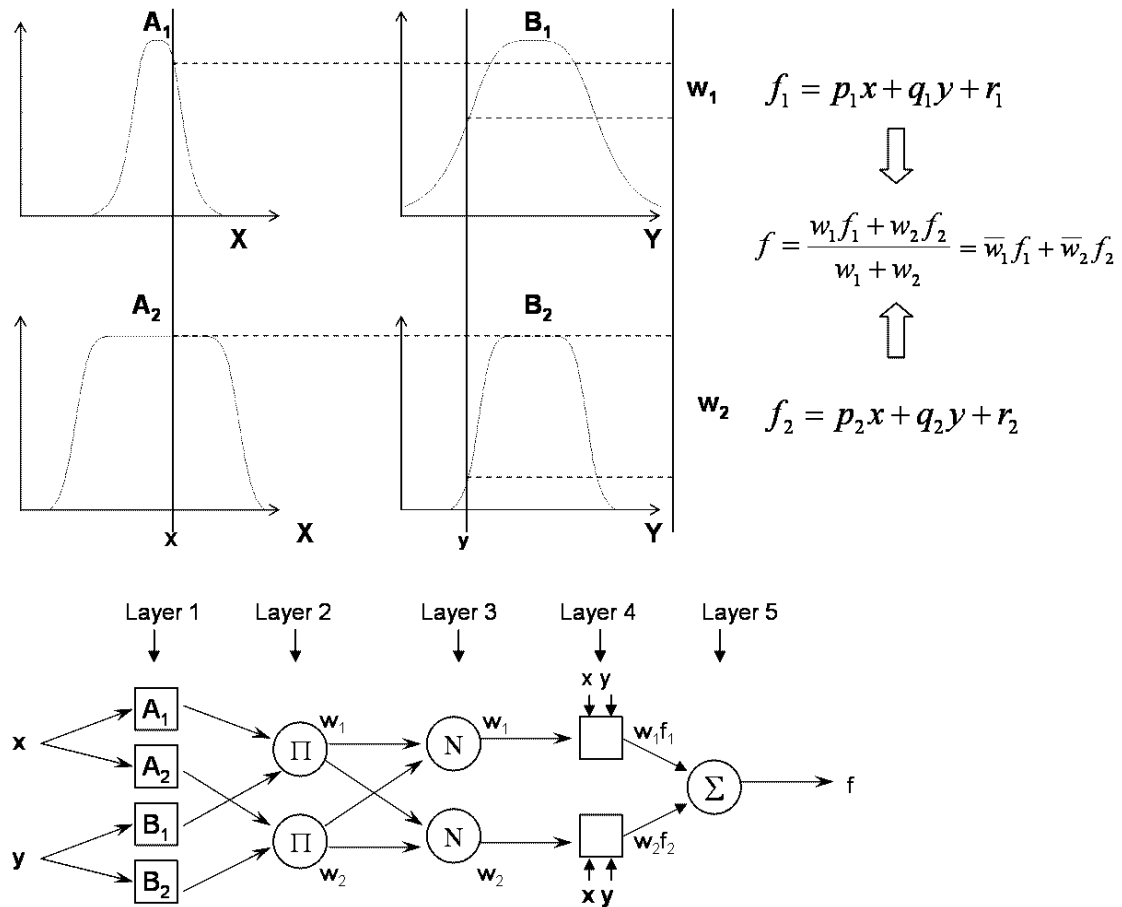 A₁ B₁
w₁ f₁ = p₁x + q₁y + r₁
X Y
f = (w₁f₁ + w₂f₂) / (w₁ + w₂) = w̅₁f₁ + w̅₂f₂
A₂ B₂
w₂ f₂ = p₂x + q₂y + r₂
X Y
x y
Layer 1 Layer 2 Layer 3 Layer 4 Layer 5
x y
A₁ w₁ w₁ w₁f₁
x Π N
A₂ Σ f
B₁ Π N w₂f₂
y w₂ w₂
B₂ x y